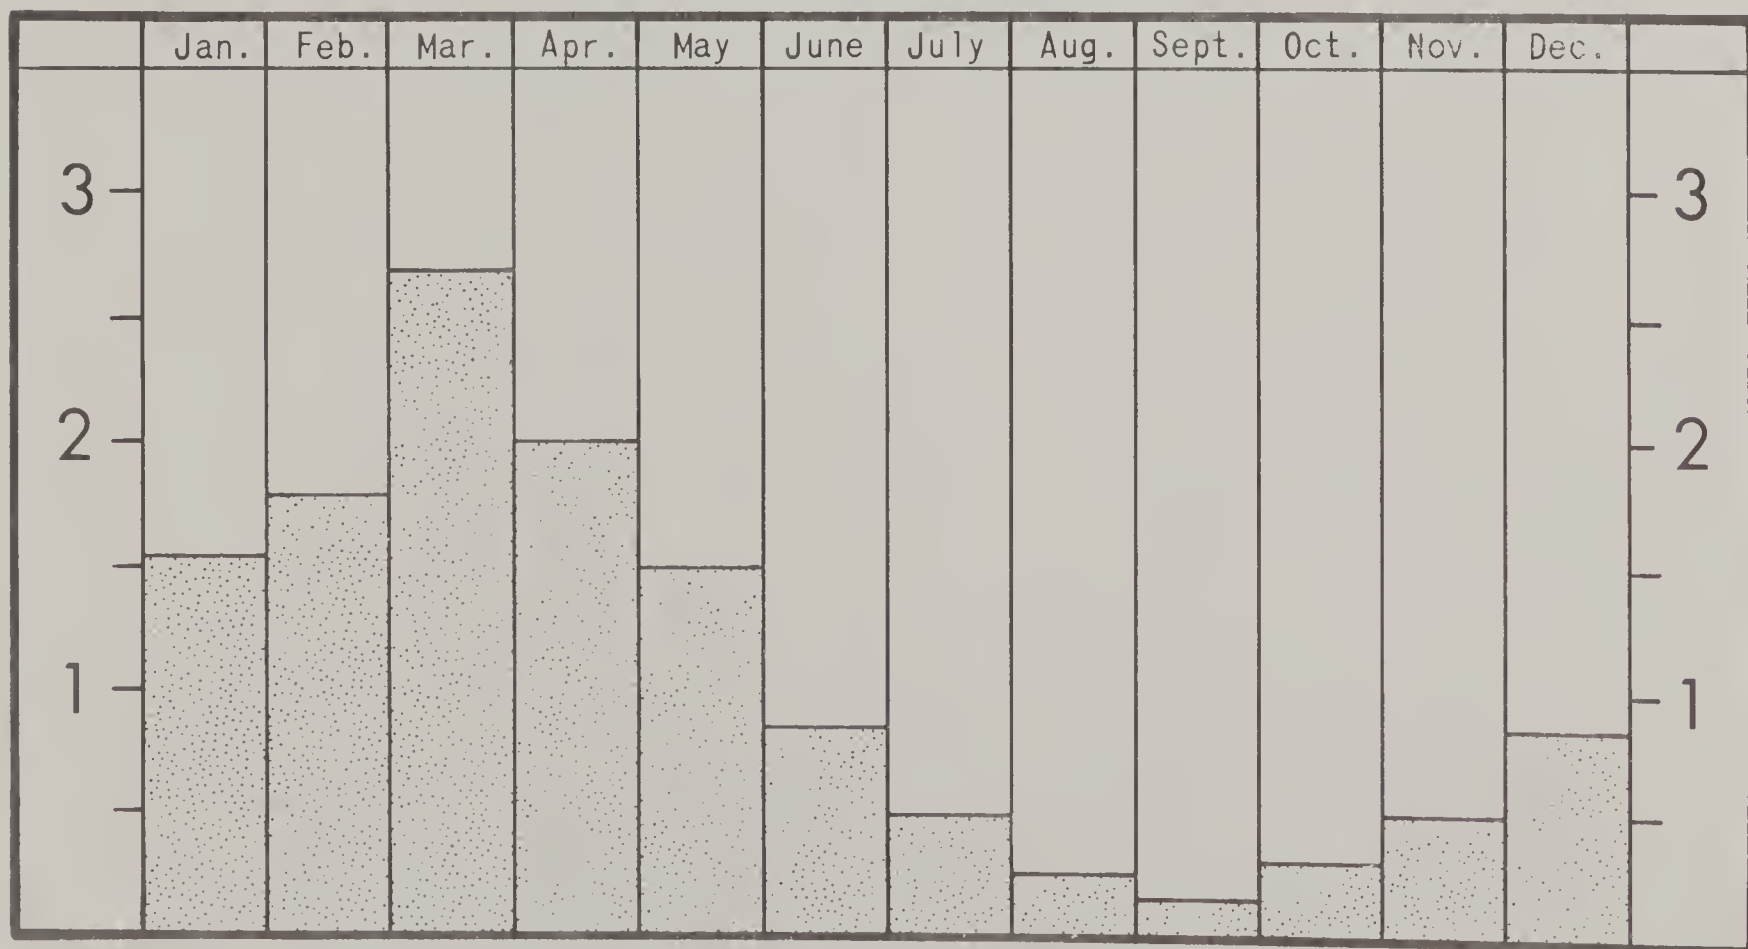 Jan. Feb. Mar. Apr. May June July Aug. Sept. Oct. Nov. Dec.
3 3
2 2
1 1